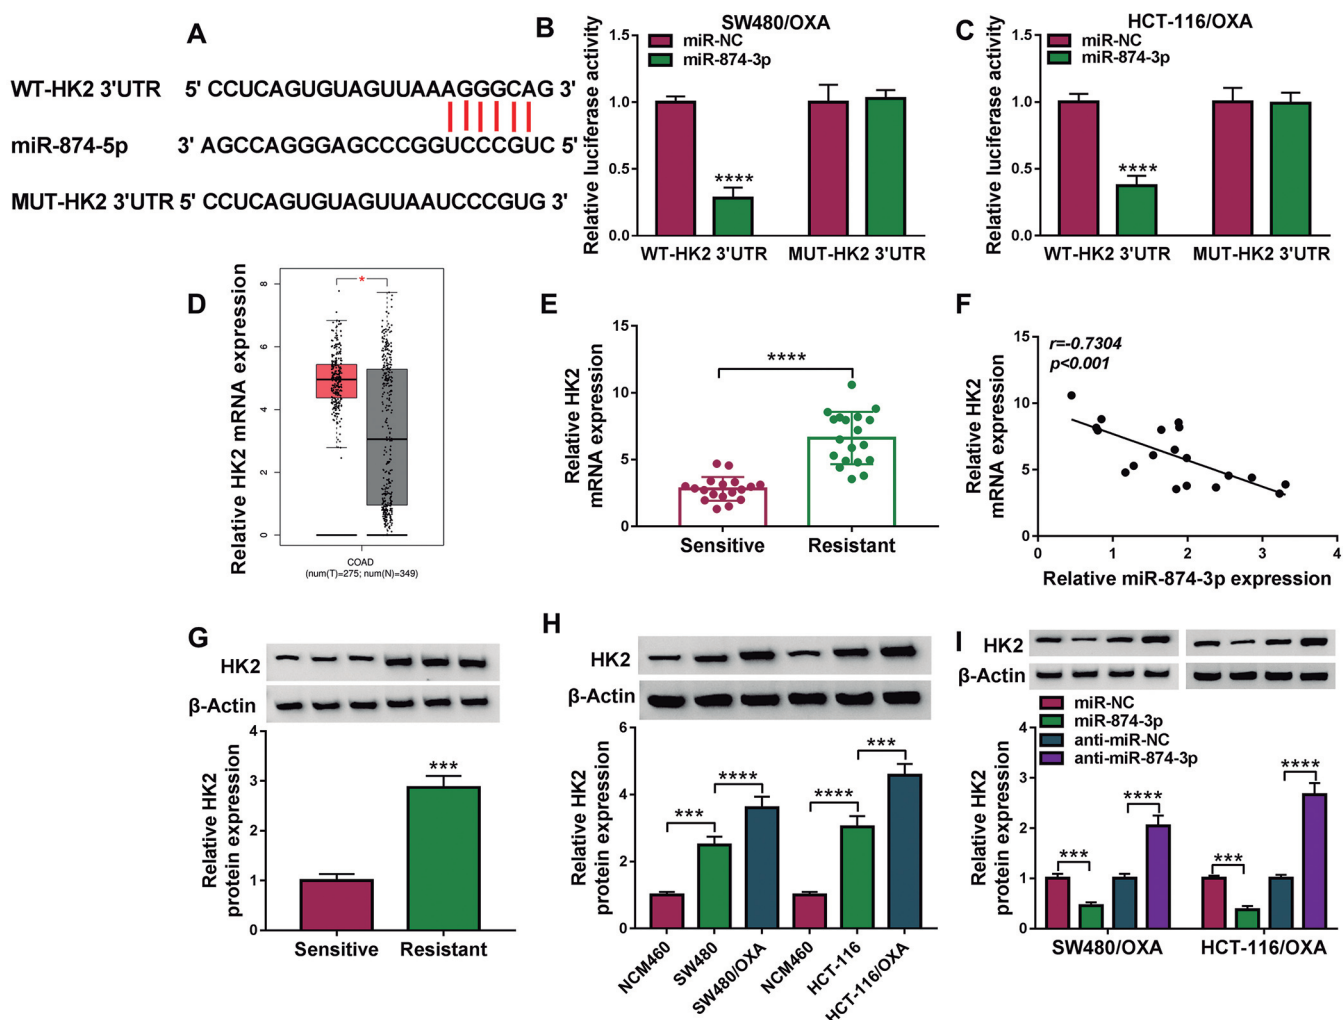 A
WT-HK2 3'UTR 5' CCUCAGUGUAGUUAAAGGGCAG 3'
miR-874-5p 3' AGCCAGGGAGCCCGGUCCCGUC 5'
MUT-HK2 3'UTR 5' CCUCAGUGUAGUUAAUCCCGUG 3'
B
SW480/OXA
miR-NC
miR-874-3p
Relative luciferase activity
1.5
1.0
0.5
0.0
****
WT-HK2 3'UTR MUT-HK2 3'UTR
C
HCT-116/OXA
miR-NC
miR-874-3p
Relative luciferase activity
1.5
1.0
0.5
0.0
****
WT-HK2 3'UTR MUT-HK2 3'UTR
D
Relative HK2 mRNA expression
8
6
4
2
0
*
COAD
(num(T)=275; num(N)=349)
E
Relative HK2
mRNA expression
15
10
5
0
****
Sensitive Resistant
F
Relative HK2
mRNA expression
15
10
5
0
r=-0.7304
p<0.001
0 1 2 3 4
Relative miR-874-3p expression
G
HK2
β-Actin
Relative HK2
protein expression
4
3
2
1
0
***
Sensitive Resistant
H
HK2
β-Actin
Relative HK2
protein expression
6
4
2
0
***
****
****
***
NCM460
SW480
SW480/OXA
NCM460
HCT-116
HCT-116/OXA
I
HK2
β-Actin
miR-NC
miR-874-3p
anti-miR-NC
anti-miR-874-3p
Relative HK2
protein expression
4
3
2
1
0
***
****
***
****
SW480/OXA HCT-116/OXA